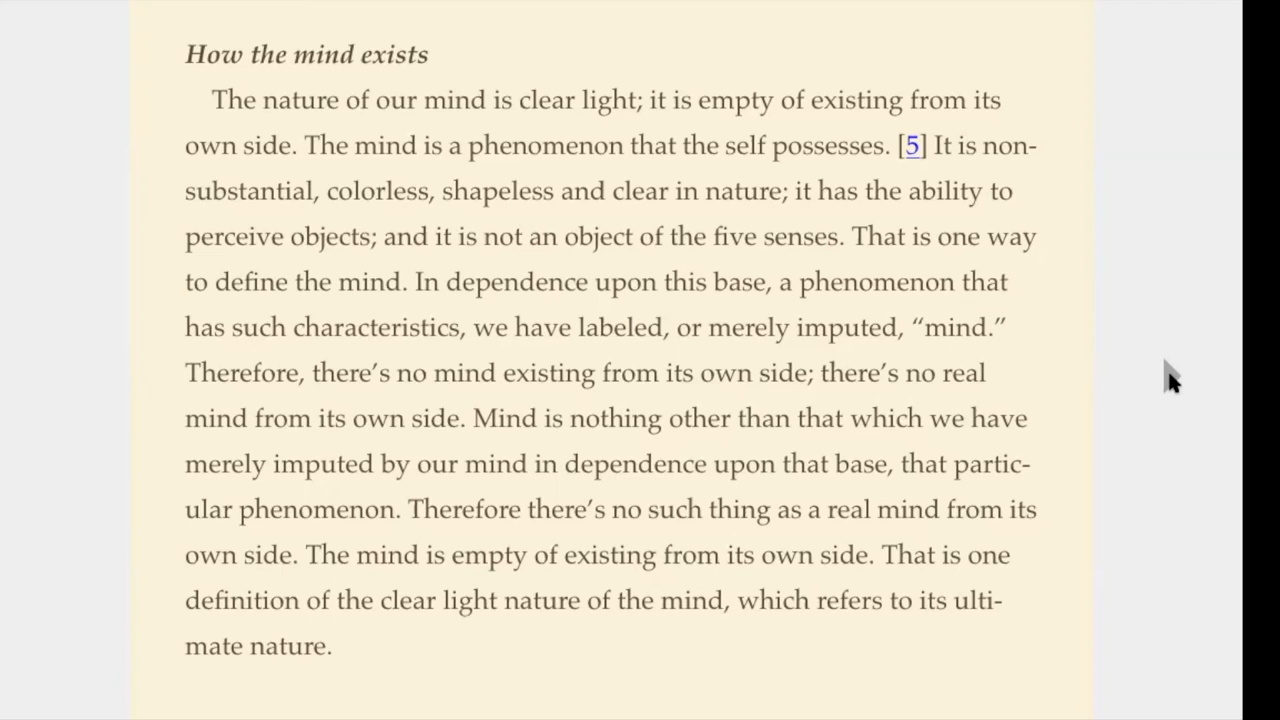 How the mind exists
The nature of our mind is clear light; it is empty of existing from its
own side. The mind is a phenomenon that the self possesses. [5] It is non-
substantial, colorless, shapeless and clear in nature; it has the ability to
perceive objects; and it is not an object of the five senses. That is one way
to define the mind. In dependence upon this base, a phenomenon that
has such characteristics, we have labeled, or merely imputed, “mind.”
Therefore, there’s no mind existing from its own side; there’s no real
mind from its own side. Mind is nothing other than that which we have
merely imputed by our mind in dependence upon that base, that partic-
ular phenomenon. Therefore there’s no such thing as a real mind from its
own side. The mind is empty of existing from its own side. That is one
definition of the clear light nature of the mind, which refers to its ulti-
mate nature.